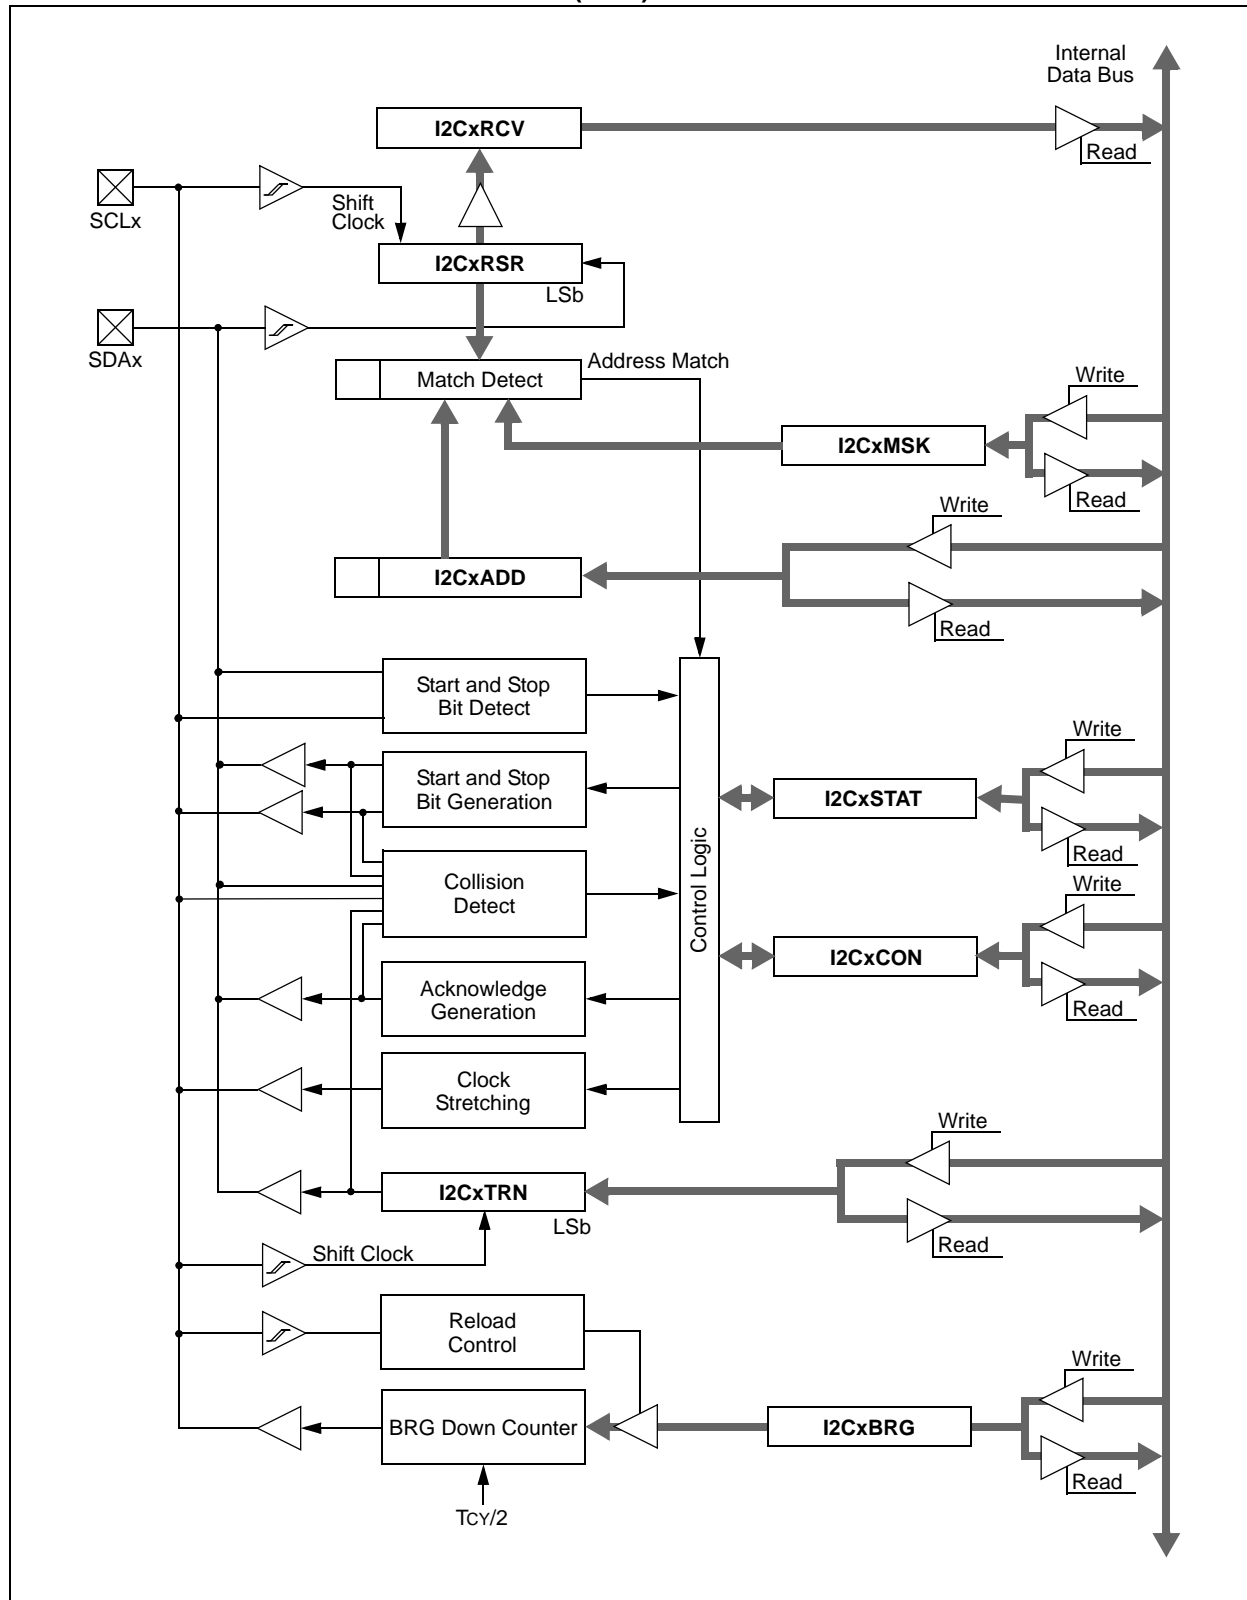 Internal
Data Bus
I2CxRCV
Read
SCLx
Shift
Clock
I2CxRSR
LSb
SDAx
Address Match
Match Detect
Write
I2CxMSK
Read
Write
I2CxADD
Read
Start and Stop
Bit Detect
Write
Start and Stop
Bit Generation
I2CxSTAT
Read
Control Logic
Collision
Detect
Write
I2CxCON
Read
Acknowledge
Generation
Clock
Stretching
Write
I2CxTRN
LSb
Read
Shift Clock
Reload
Control
Write
BRG Down Counter
I2CxBRG
Read
TCY/2